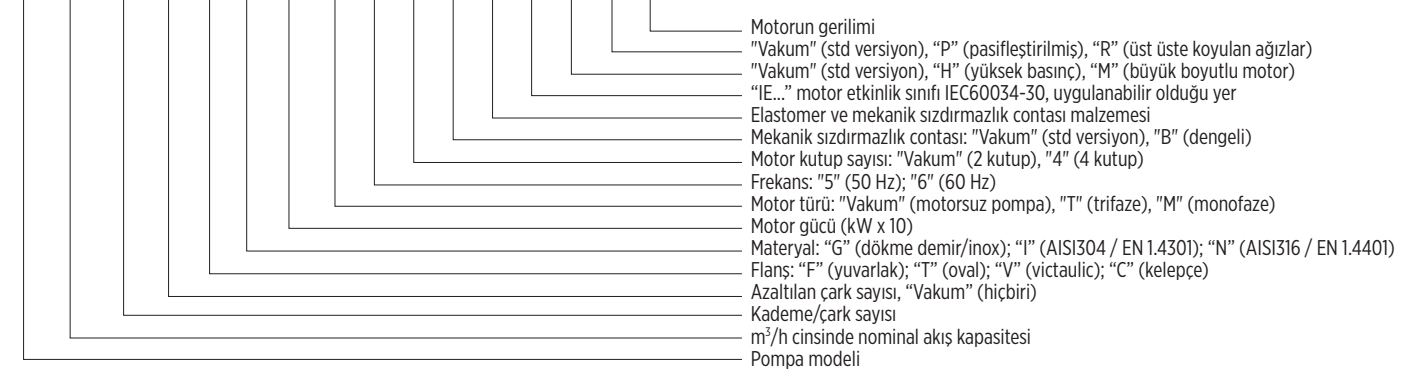 Motorun gerilimi
"Vakum" (std versiyon), “P” (pasifleştirilmiş), “R” (üst üste koyulan ağızlar)
"Vakum" (std versiyon), “H” (yüksek basınç), “M” (büyük boyutlu motor)
“IE...” motor etkinlik sınıfı IEC60034-30, uygulanabilir olduğu yer
Elastomer ve mekanik sızdırmazlık contası malzemesi
Mekanik sızdırmazlık contası: "Vakum" (std versiyon), "B" (dengeli)
Motor kutup sayısı: "Vakum" (2 kutup), "4" (4 kutup)
Frekans: "5" (50 Hz); "6" (60 Hz)
Motor türü: "Vakum" (motorsuz pompa), "T" (trifaze), "M" (monofaze)
Motor gücü (kW x 10)
Materyal: “G” (dökme demir/inox); “I” (AISI304 / EN 1.4301); “N” (AISI316 / EN 1.4401)
Flanş: “F” (yuvarlak); “T” (oval); “V” (victaulic); “C” (kelepçe)
Azaltılan çark sayısı, “Vakum” (hiçbiri)
Kademe/çark sayısı
m³/h cinsinde nominal akış kapasitesi
Pompa modeli